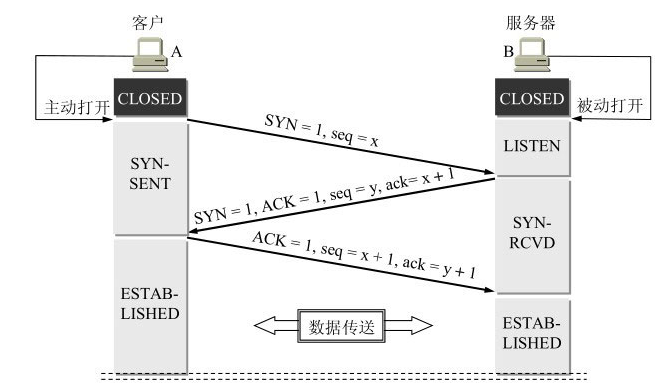 客户
服务器
A
B
CLOSED
CLOSED
主动打开
被动打开
SYN = 1, seq = x
LISTEN
SYN-
SENT
SYN = 1, ACK = 1, seq = y, ack= x + 1
SYN-
RCVD
ACK = 1, seq = x + 1, ack = y + 1
ESTAB-
LISHED
数据传送
ESTAB-
LISHED